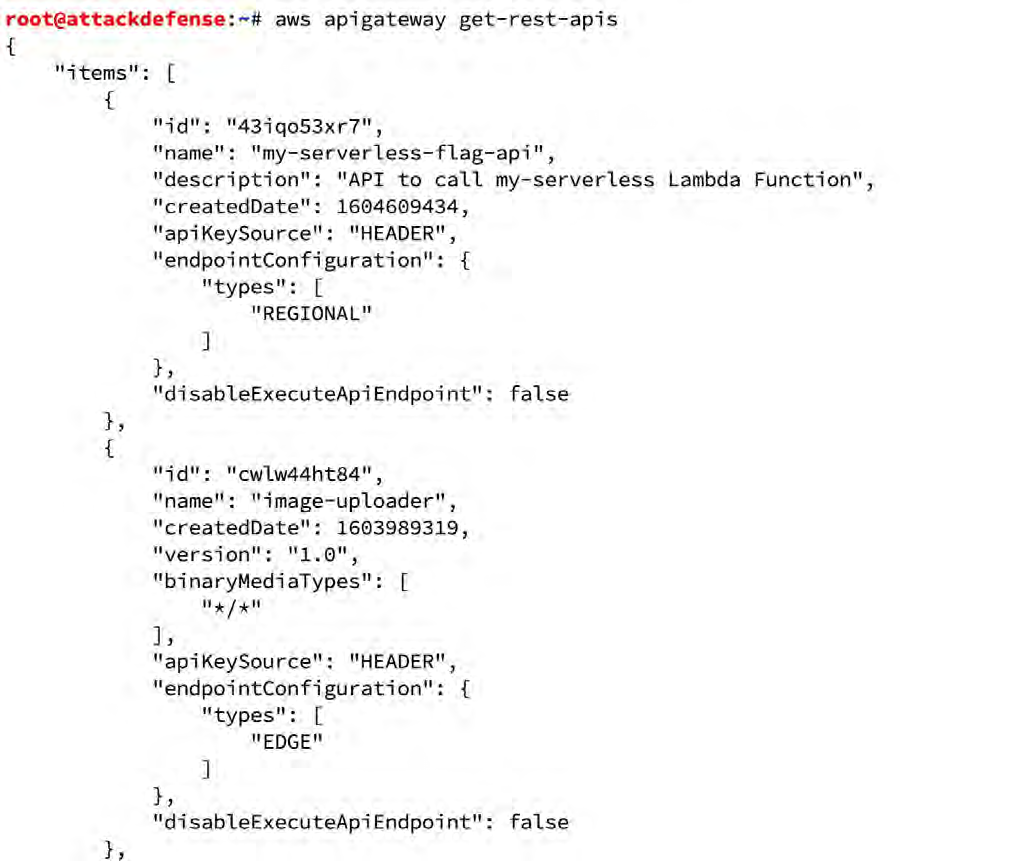 root@attackdefense:~# aws apigateway get-rest-apis
{
    "items": [
        {
            "id": "43iqo53xr7",
            "name": "my-serverless-flag-api",
            "description": "API to call my-serverless Lambda Function",
            "createdDate": 1604609434,
            "apiKeySource": "HEADER",
            "endpointConfiguration": {
                "types": [
                    "REGIONAL"
                ]
            },
            "disableExecuteApiEndpoint": false
        },
        {
            "id": "cwlw44ht84",
            "name": "image-uploader",
            "createdDate": 1603989319,
            "version": "1.0",
            "binaryMediaTypes": [
                "*/*"
            ],
            "apiKeySource": "HEADER",
            "endpointConfiguration": {
                "types": [
                    "EDGE"
                ]
            },
            "disableExecuteApiEndpoint": false
        },